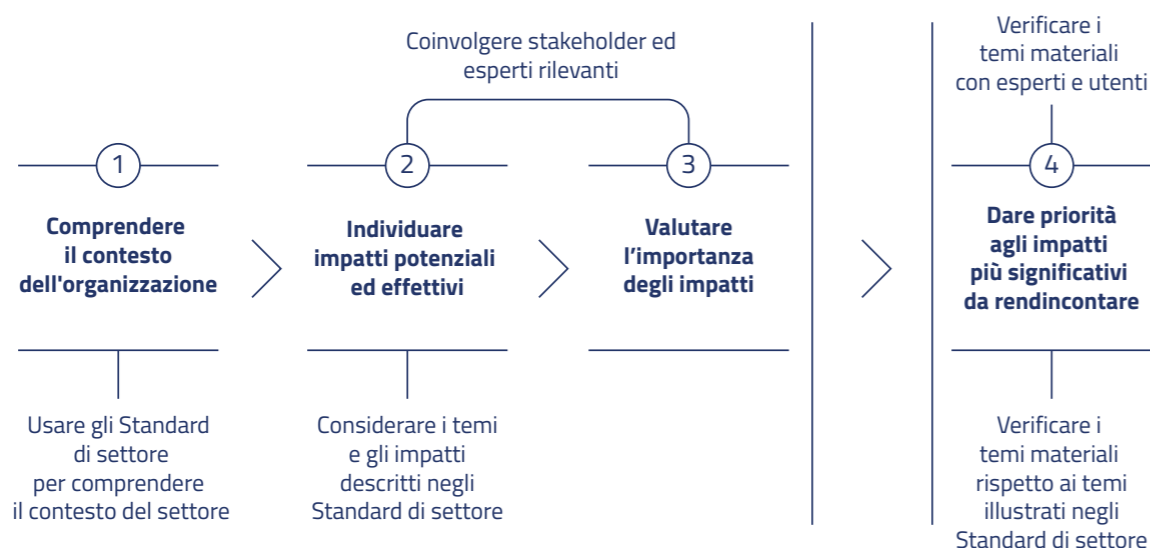 Coinvolgere stakeholder ed
esperti rilevanti
Verificare i
temi materiali
con esperti e utenti
1
Comprendere
il contesto
dell'organizzazione
Usare gli Standard
di settore
per comprendere
il contesto del settore
2
Individuare
impatti potenziali
ed effettivi
Considerare i temi
e gli impatti
descritti negli
Standard di settore
3
Valutare
l’importanza
degli impatti
4
Dare priorità
agli impatti
più significativi
da rendincontare
Verificare i
temi materiali
rispetto ai temi
illustrati negli
Standard di settore